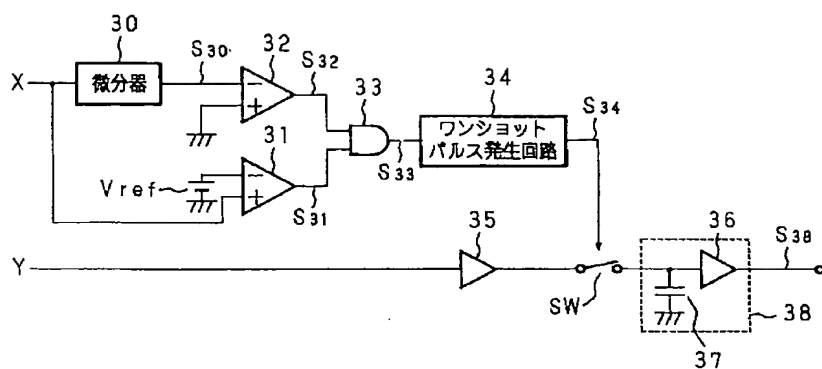 30
S30
32
S32
X
微分器
33
34
ワンショット
パルス発生回路
S34
31
Vref
S31
S33
35
36
S38
Y
SW
37
38